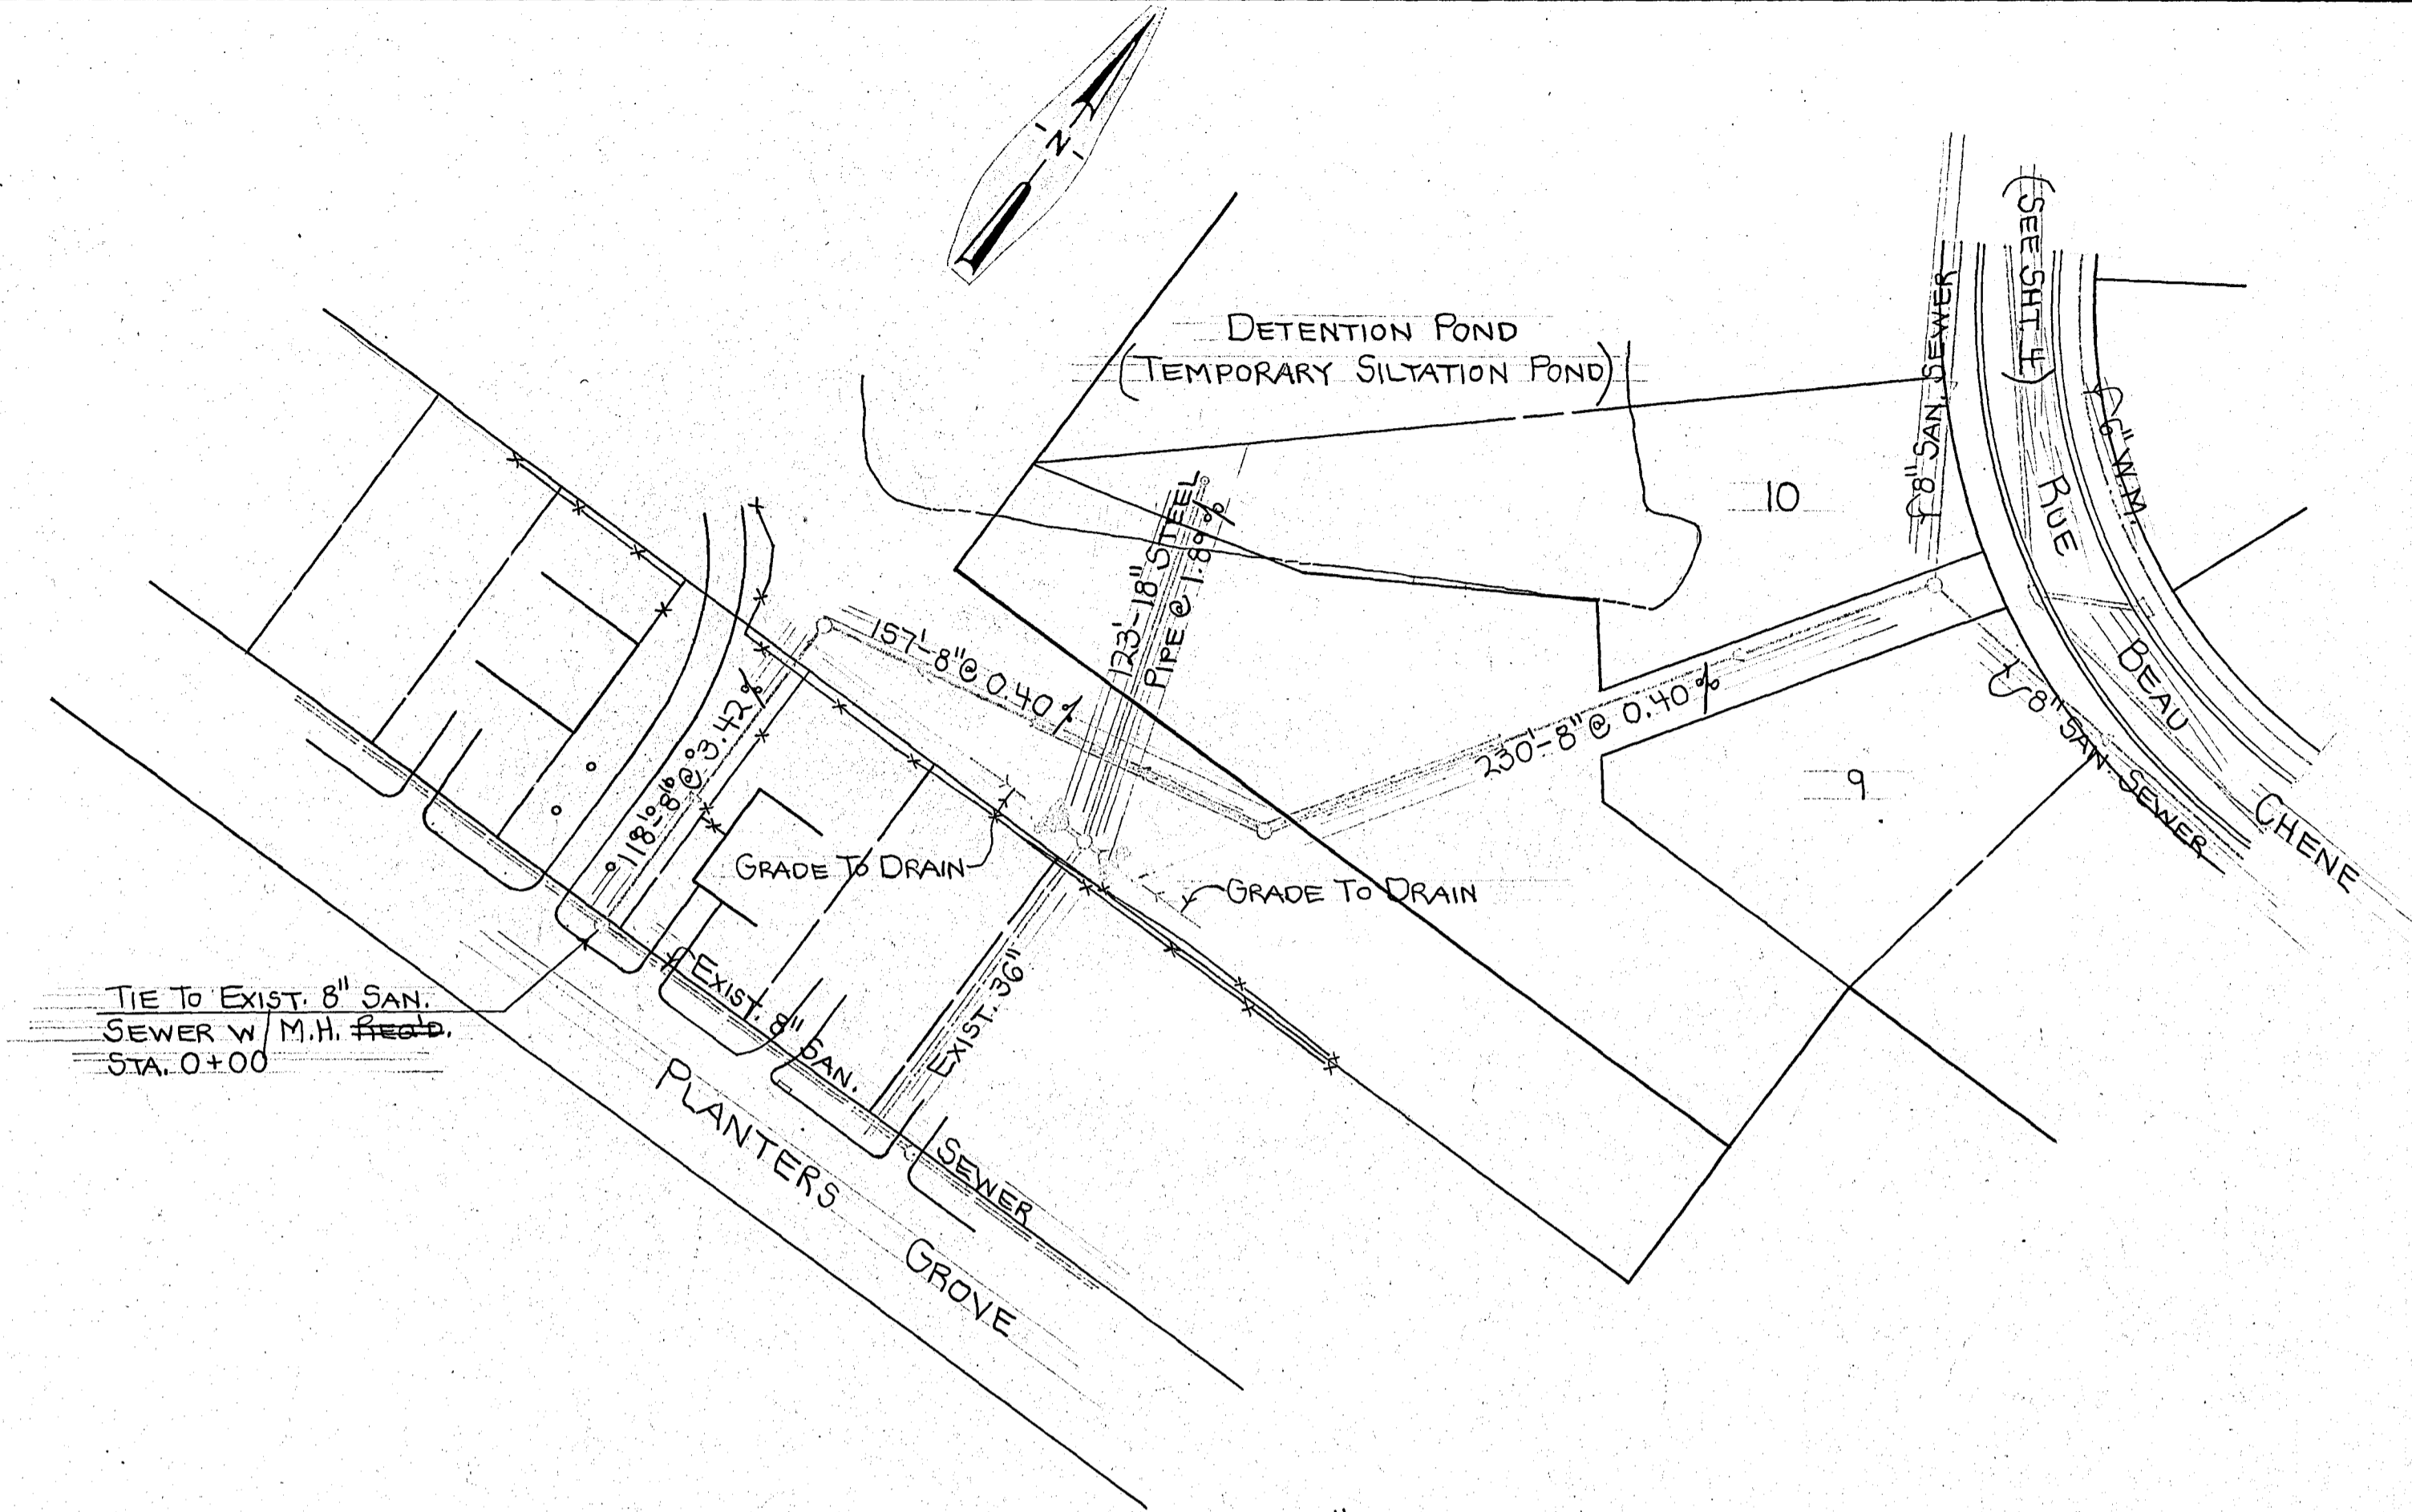 N
DETENTION POND
(TEMPORARY SILTATION POND)
8" SAN. SEWER
(SEE SHT. 4)
6" W.M.
10
RUE
BEAU
CHENE
123'-18" STEEL
PIPE @ 1.89%
157'-8" @ 0.40%
118'-8" @ 3.42%
230'-8" @ 0.40%
8" SAN. SEWER
9
GRADE TO DRAIN
GRADE TO DRAIN
EXIST. 36"
EXIST. 8" SAN. SEWER
TIE TO EXIST. 8" SAN.
SEWER W/ M.H. REQ'D.
STA. 0+00
PLANTERS GROVE